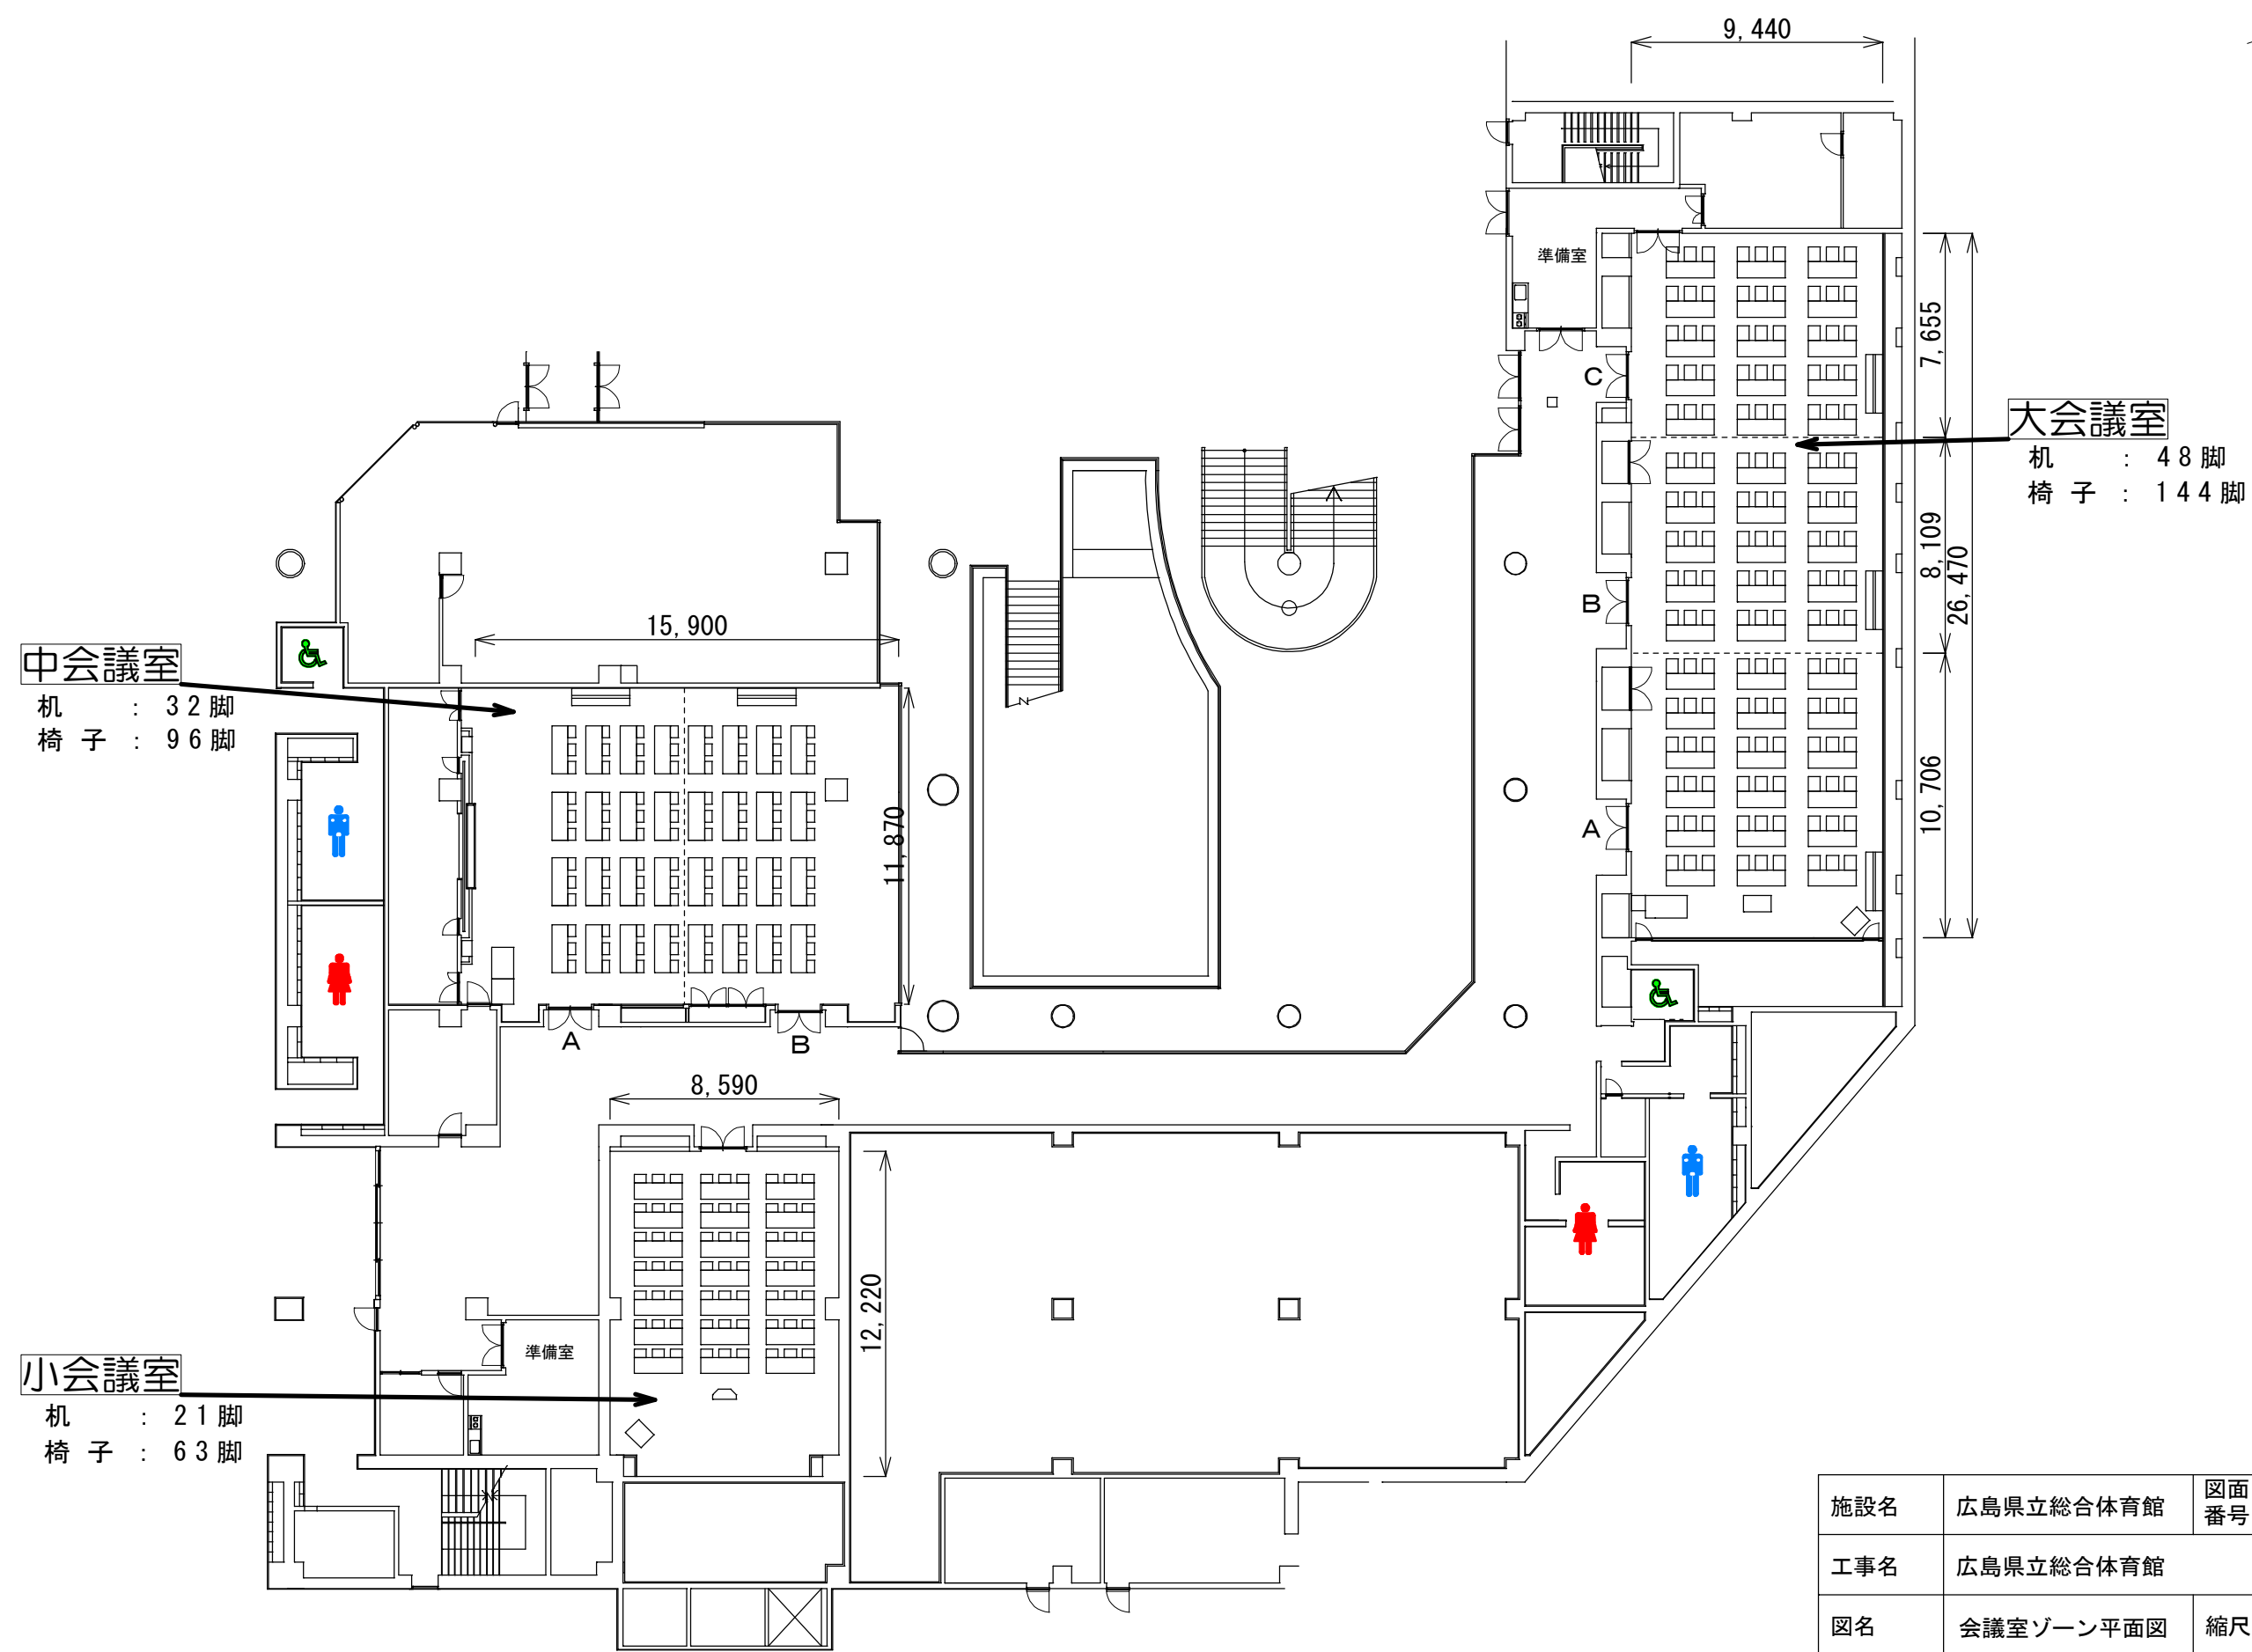 9,440
準備室
7,655
C
大会議室
机 : 48脚
椅子 : 144脚
8,109
26,470
B
15,900
中会議室
机 : 32脚
椅子 : 96脚
10,706
A
11,870
A
B
8,590
12,220
準備室
小会議室
机 : 21脚
椅子 : 63脚
施設名 広島県立総合体育館 図面番号
工事名 広島県立総合体育館
図名 会議室ゾーン平面図 縮尺